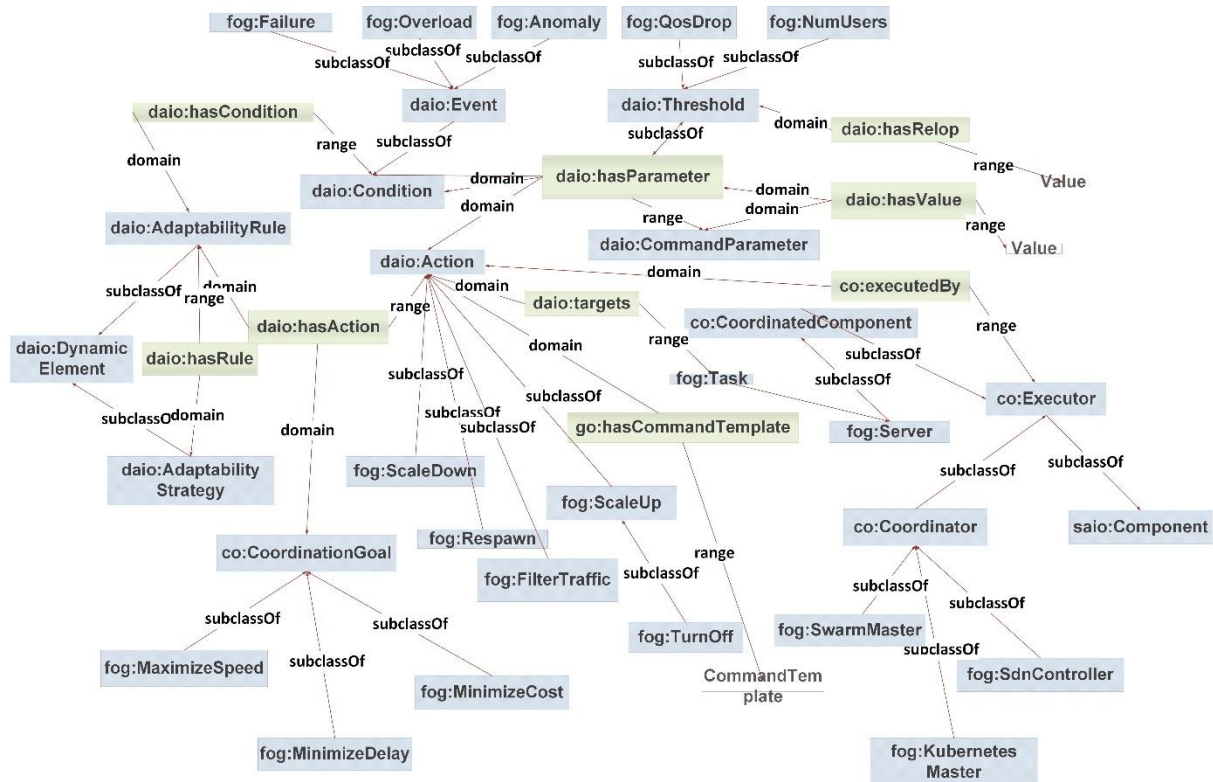 fog:Failure
fog:Overload
fog:Anomaly
fog:QosDrop
fog:NumUsers
subclassOf
subclassOf
subclassOf
subclassOf
subclassOf
daio:hasCondition
daio:Event
daio:Threshold
daio:hasRelop
domain
range
domain
subclassOf
subclassOf
range
Value
daio:Condition
domain
daio:hasParameter
domain
daio:hasValue
domain
domain
range
range
daio:AdaptabilityRule
daio:CommandParameter
Value
daio:Action
domain
subclassOf
range
domain
range
domain
daio:targets
co:executedBy
daio:hasAction
co:CoordinatedComponent
range
daio:Dynamic
Element
daio:hasRule
domain
range
subclassOf
subclassOf
fog:Task
subclassOf
co:Executor
subclassOf
domain
domain
subclassOf
subclassOf
subclassOf
go:hasCommandTemplate
fog:Server
daio:Adaptability
Strategy
fog:ScaleDown
subclassOf
subclassOf
fog:ScaleUp
co:Coordinator
saio:Component
fog:Respawn
co:CoordinationGoal
range
fog:FilterTraffic
subclassOf
subclassOf
subclassOf
subclassOf
subclassOf
fog:TurnOff
fog:SwarmMaster
subclassOf
fog:MaximizeSpeed
subclassOf
CommandTem
plate
fog:SdnController
fog:MinimizeCost
fog:MinimizeDelay
fog:Kubernetes
Master